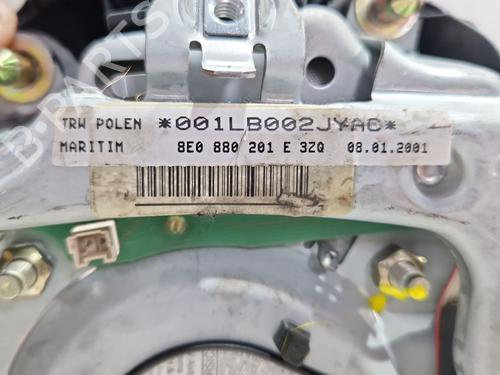 TRW POLEN *001LB002JYAC*
MARITIM 8E0 880 201 E 3ZQ 08.01.2001
B-PARTS